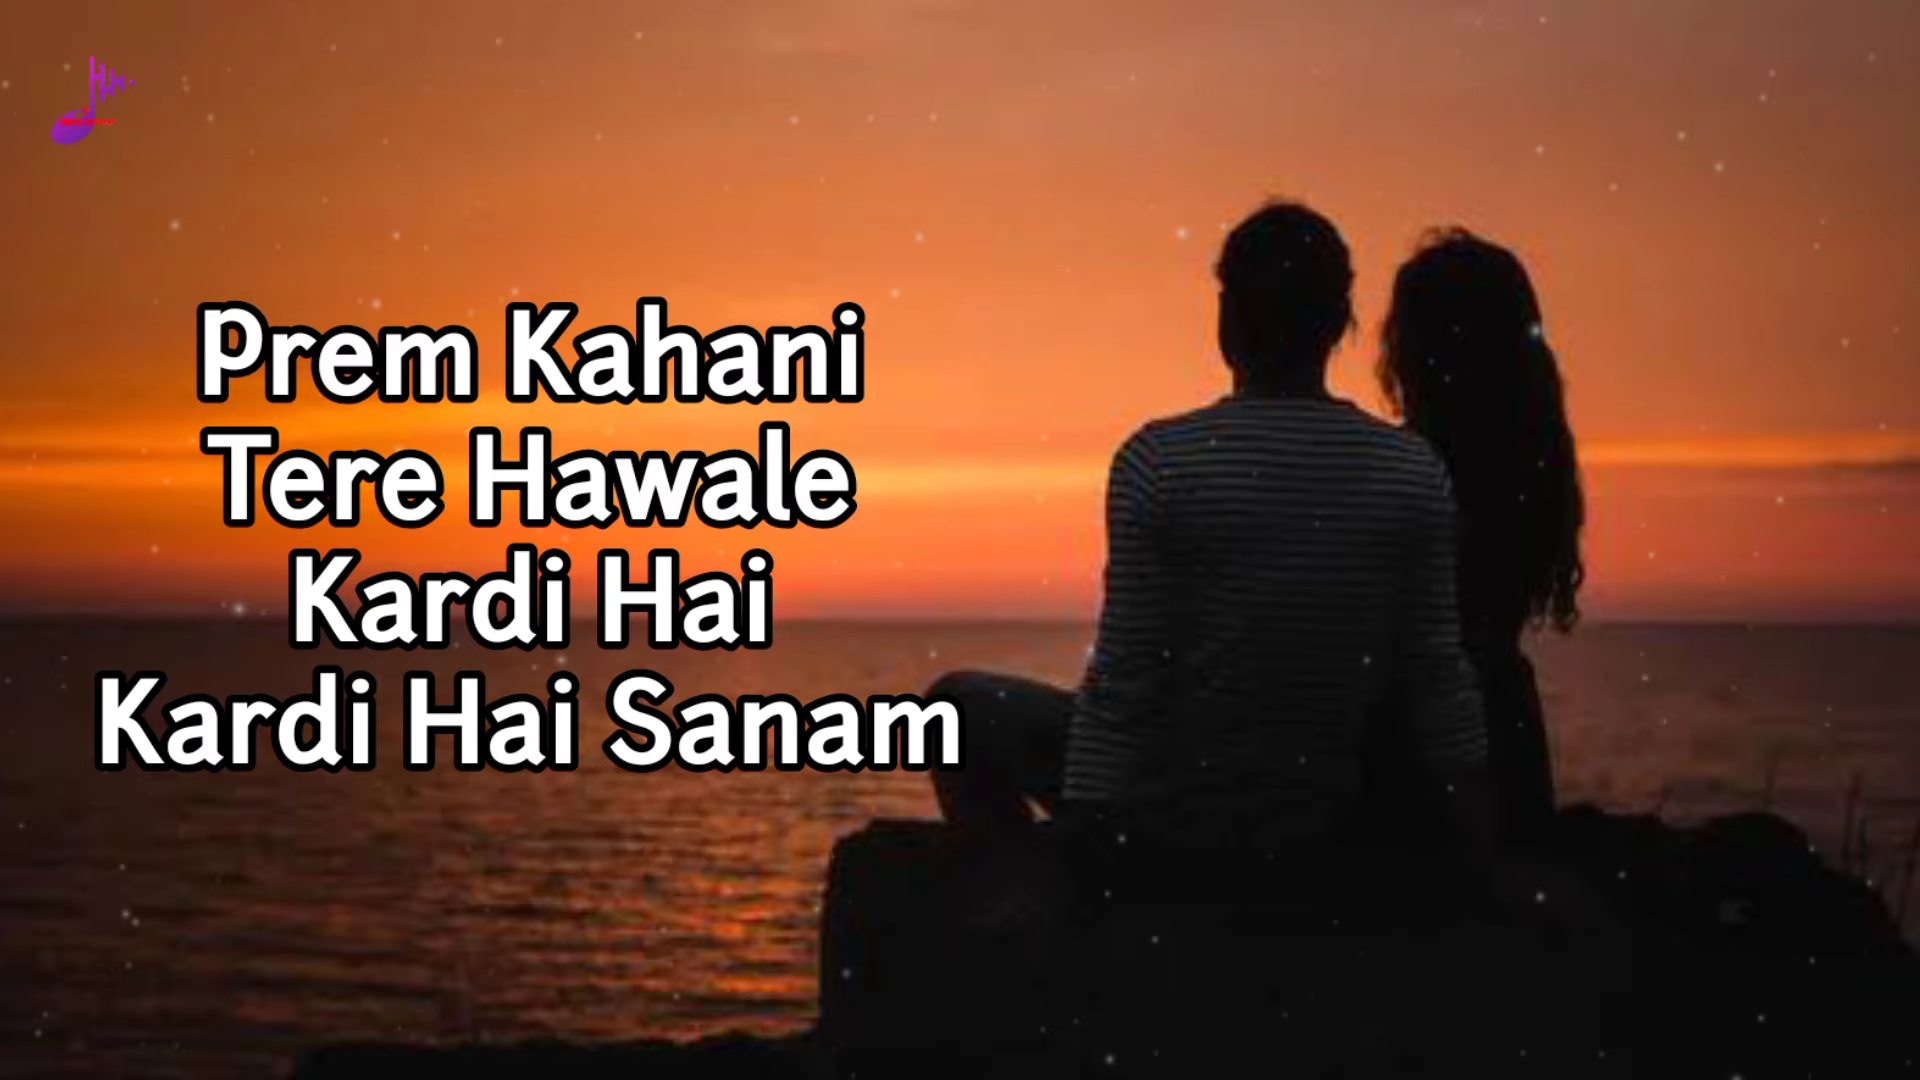 Prem Kahani
Tere Hawale
Kardi Hai
Kardi Hai Sanam